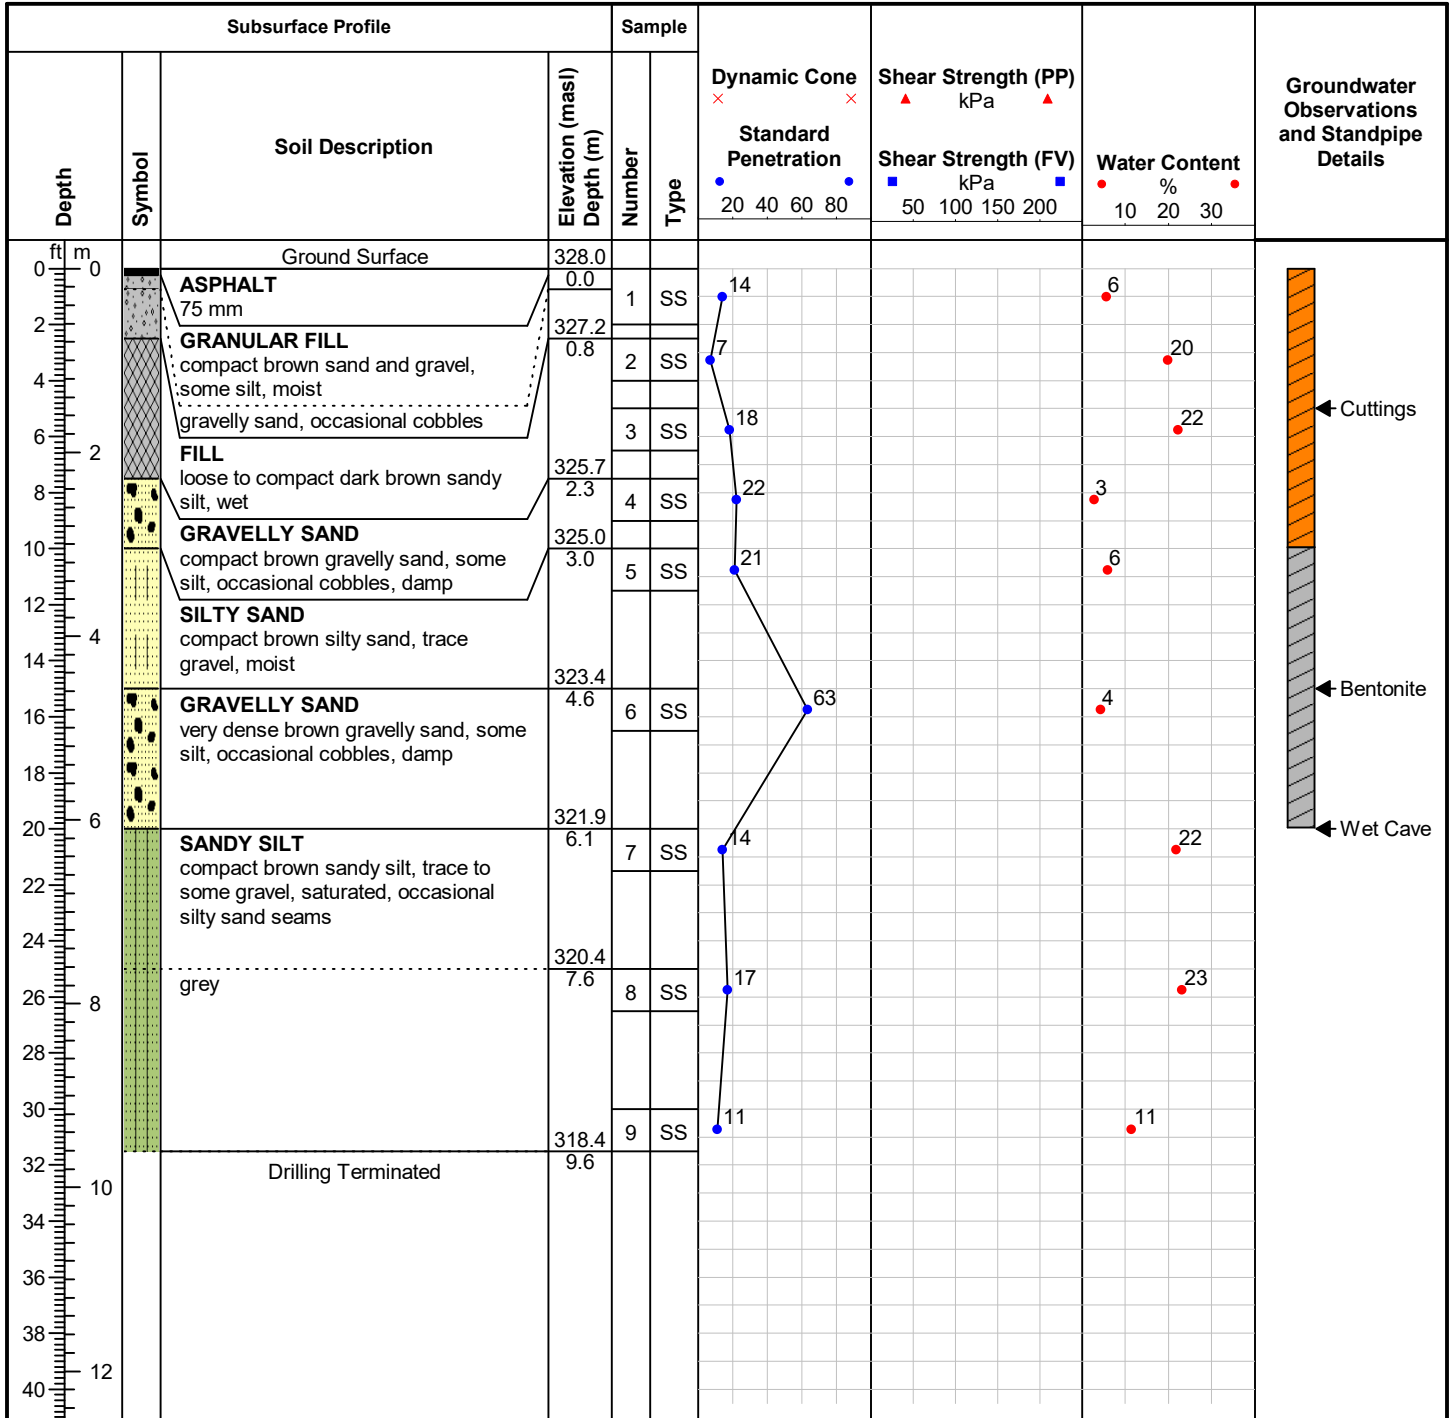 Subsurface Profile
Sample
Depth
Symbol
Soil Description
Elevation (masl)
Depth (m)
Number
Type
Dynamic Cone
Standard
Penetration
20 40 60 80
Shear Strength (PP)
kPa
Shear Strength (FV)
kPa
50 100 150 200
Water Content
%
10 20 30
Groundwater
Observations
and Standpipe
Details
ft m
Ground Surface
328.0
0 0
0.0
ASPHALT
75 mm
1 SS
14
6
2
327.2
0.8
GRANULAR FILL
compact brown sand and gravel,
some silt, moist
2 SS
7
20
4
gravelly sand, occasional cobbles
3 SS
18
22
Cuttings
6
2
FILL
loose to compact dark brown sandy
silt, wet
325.7
2.3
4 SS
22
3
8
GRAVELLY SAND
compact brown gravelly sand, some
silt, occasional cobbles, damp
325.0
3.0
10
5 SS
21
6
12
SILTY SAND
compact brown silty sand, trace
gravel, moist
4
14
323.4
4.6
Bentonite
GRAVELLY SAND
very dense brown gravelly sand, some
silt, occasional cobbles, damp
16
6 SS
63
4
18
321.9
6.1
6
20
Wet Cave
SANDY SILT
compact brown sandy silt, trace to
some gravel, saturated, occasional
silty sand seams
7 SS
14
22
22
24
320.4
7.6
grey
26
8
8 SS
17
23
28
30
9 SS
11
11
318.4
9.6
32
Drilling Terminated
10
34
36
38
12
40